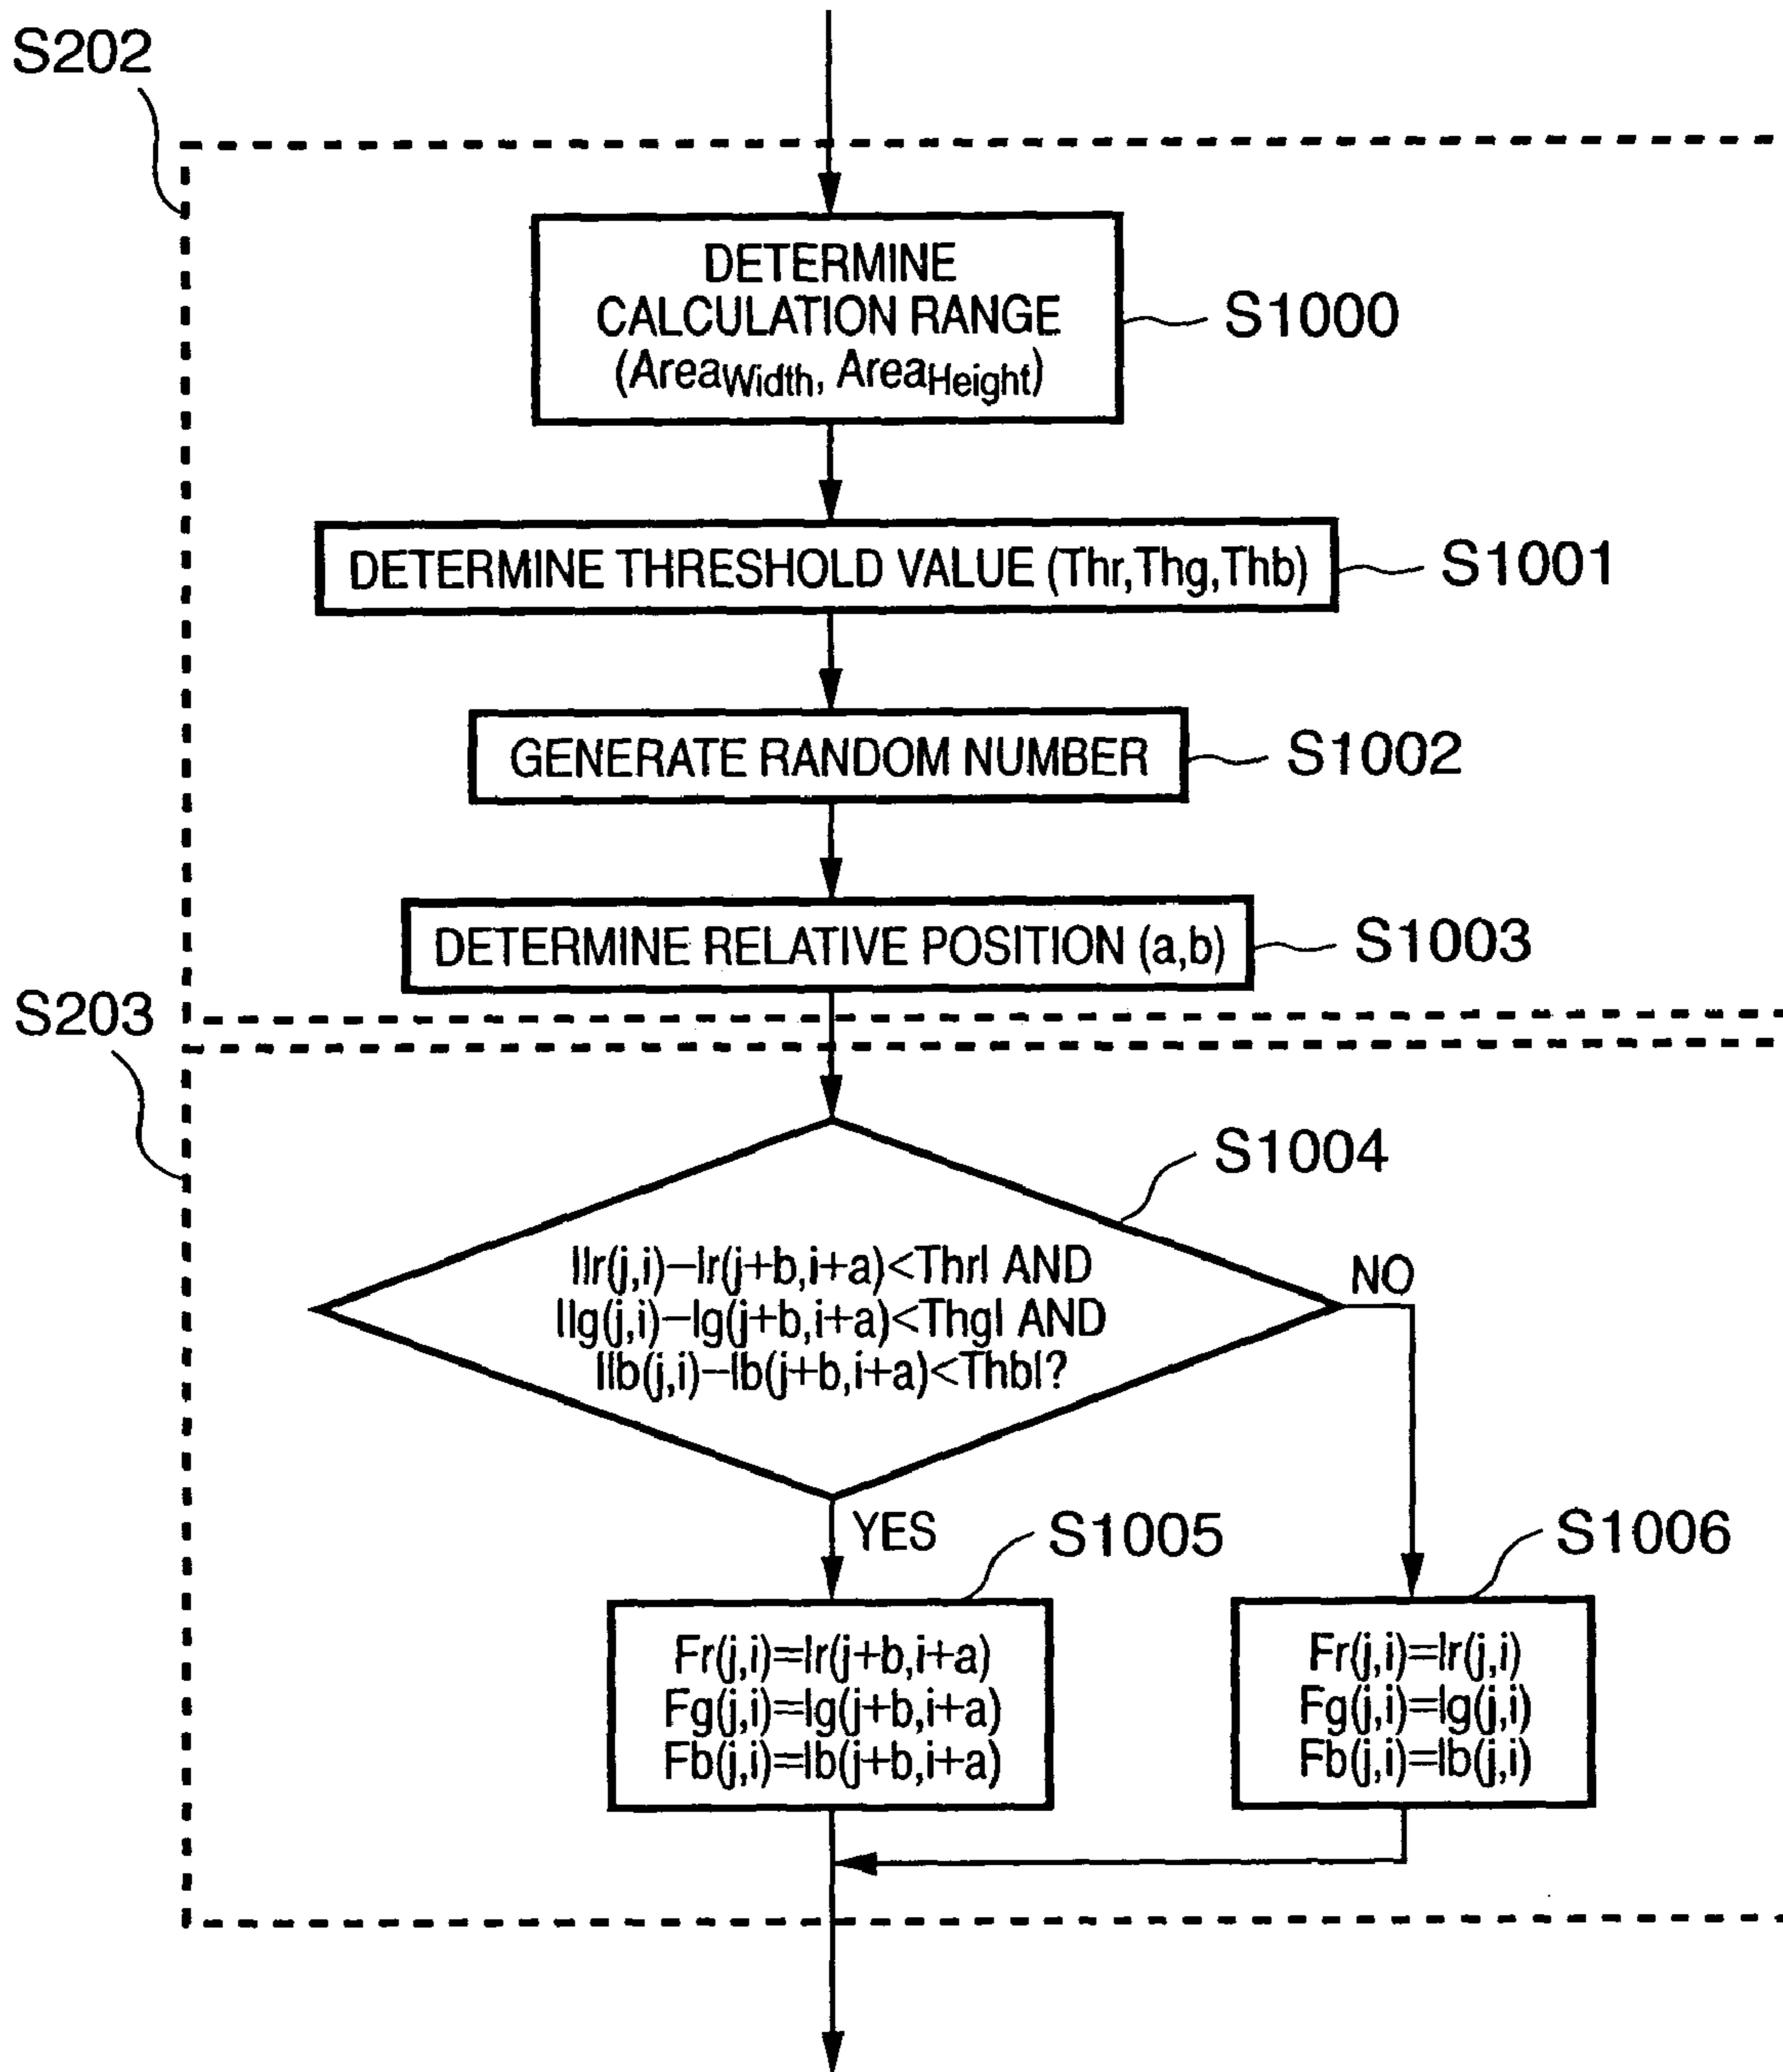 S202
DETERMINE
CALCULATION RANGE
(AreaWidth, AreaHeight)
S1000
DETERMINE THRESHOLD VALUE (Thr,Thg,Thb)
S1001
GENERATE RANDOM NUMBER
S1002
DETERMINE RELATIVE POSITION (a,b)
S1003
S203
S1004
|Ir(j,i)−Ir(j+b,i+a)<Thr| AND
|Ig(j,i)−Ig(j+b,i+a)<Thg| AND
|Ib(j,i)−Ib(j+b,i+a)<Thb|?
NO
YES
S1005
S1006
Fr(j,i)=Ir(j+b,i+a)
Fg(j,i)=Ig(j+b,i+a)
Fb(j,i)=Ib(j+b,i+a)
Fr(j,i)=Ir(j,i)
Fg(j,i)=Ig(j,i)
Fb(j,i)=Ib(j,i)